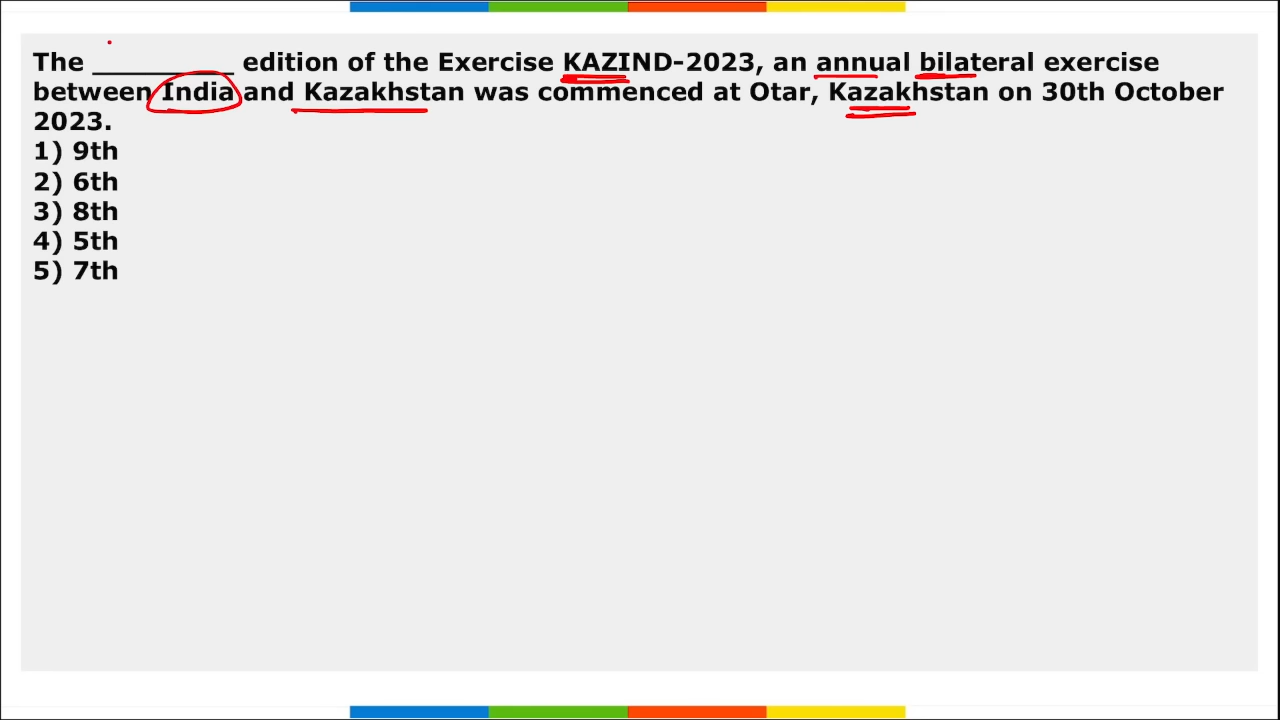 The ___________ edition of the Exercise KAZIND-2023, an annual bilateral exercise
between India and Kazakhstan was commenced at Otar, Kazakhstan on 30th October
2023.
1) 9th
2) 6th
3) 8th
4) 5th
5) 7th